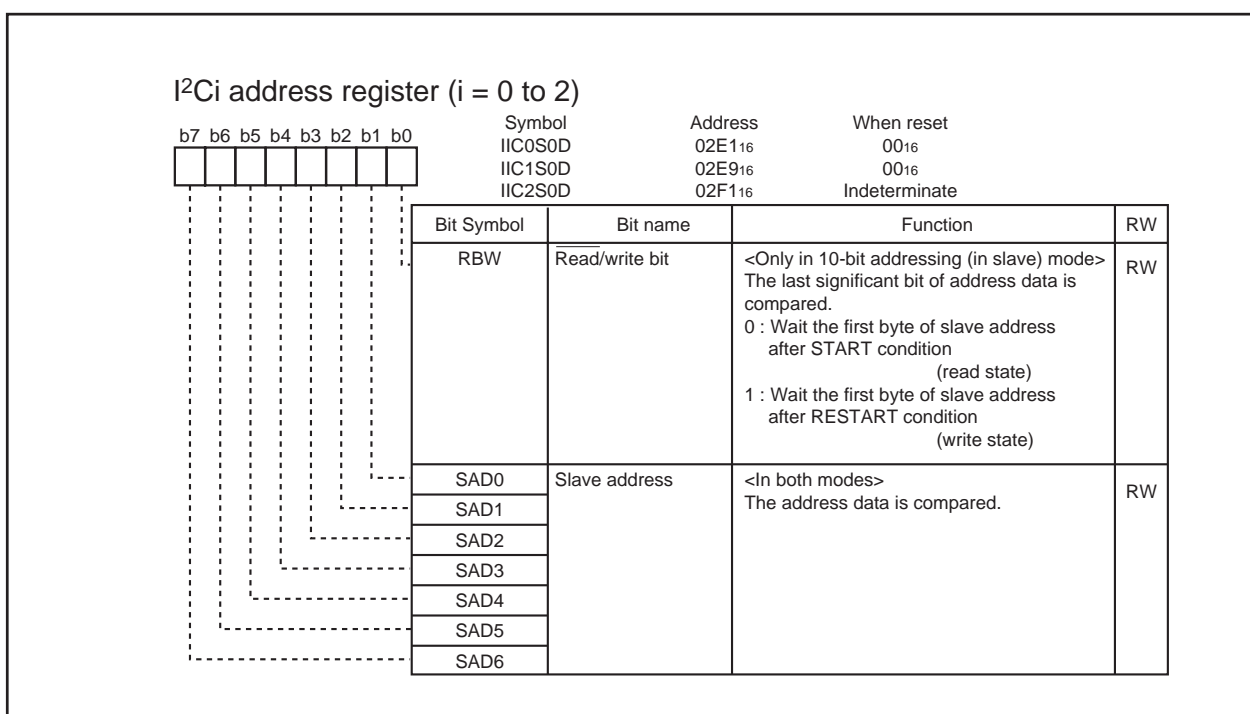 I²Ci address register (i = 0 to 2)
b7 b6 b5 b4 b3 b2 b1 b0
Symbol Address When reset
IIC0S0D 02E1₁₆ 00₁₆
IIC1S0D 02E9₁₆ 00₁₆
IIC2S0D 02F1₁₆ Indeterminate
Bit Symbol Bit name Function RW
RBW Read/write bit <Only in 10-bit addressing (in slave) mode> RW
The last significant bit of address data is
compared.
0 : Wait the first byte of slave address
after START condition
(read state)
1 : Wait the first byte of slave address
after RESTART condition
(write state)
SAD0 Slave address <In both modes> RW
The address data is compared.
SAD1
SAD2
SAD3
SAD4
SAD5
SAD6